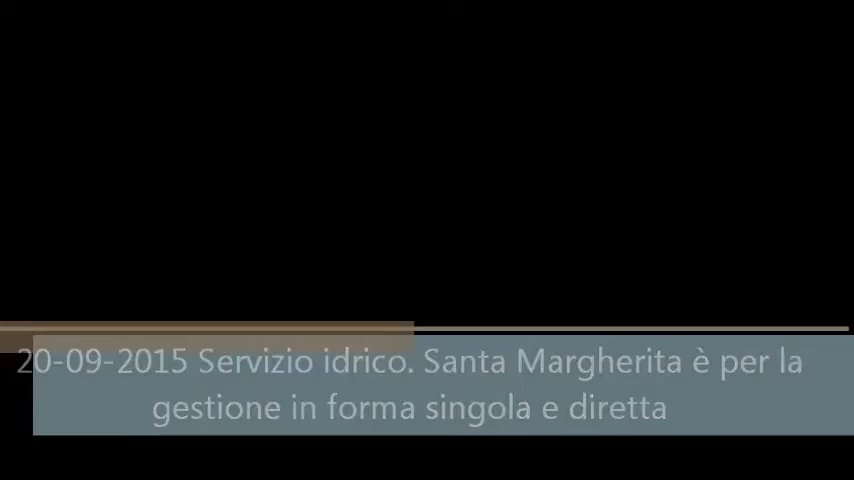 20-09-2015 Servizio idrico. Santa Margherita è per la
gestione in forma singola e diretta